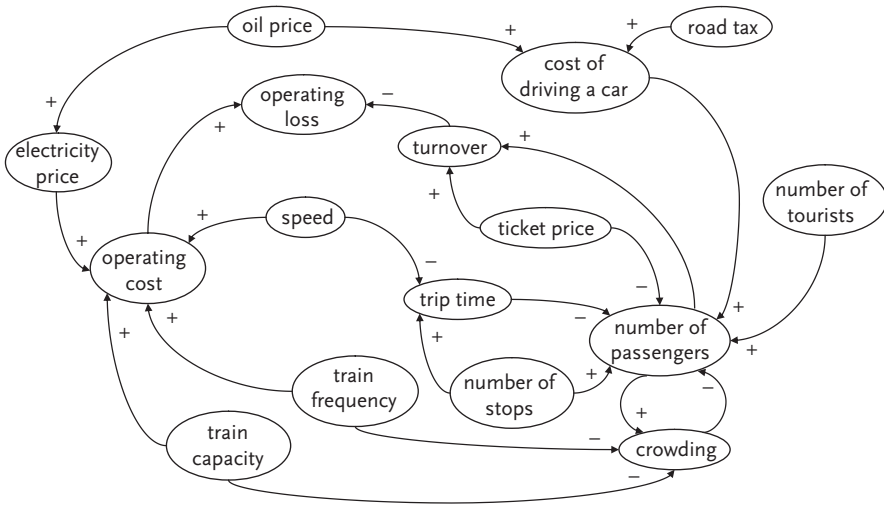 oil price
road tax
+
+
cost of
driving a car
operating
loss
−
+
+
turnover
+
electricity
price
+
number of
tourists
+
speed
ticket price
+
operating
cost
−
trip time
−
−
+
number of
passengers
+
+
+
+
train
frequency
number of
stops
+
−
+
train
capacity
−
crowding
−